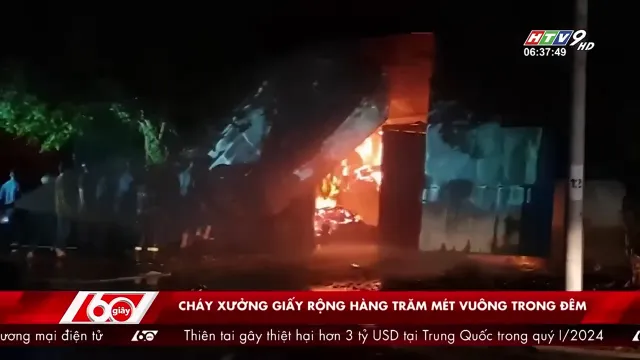 HTV9 HD
06:37:49
60 giây
CHÁY XƯỞNG GIẤY RỘNG HÀNG TRĂM MÉT VUÔNG TRONG ĐÊM
ương mại điện tử 60 Thiên tai gây thiệt hại hơn 3 tỷ USD tại Trung Quốc trong quý I/2024